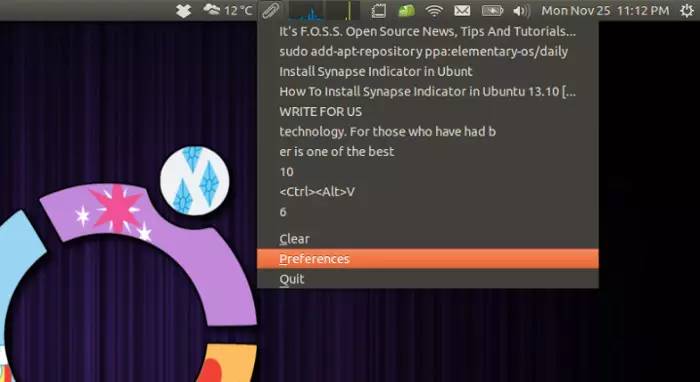 12 °C Mon Nov 25 11:12 PM
It's F.O.S.S. Open Source News, Tips And Tutorials...
sudo add-apt-repository ppa:elementary-os/daily
Install Synapse Indicator in Ubunt
How To Install Synapse Indicator in Ubuntu 13.10 [...
WRITE FOR US
technology. For those who have had b
er is one of the best
10
<Ctrl><Alt>V
6
Clear
Preferences
Quit